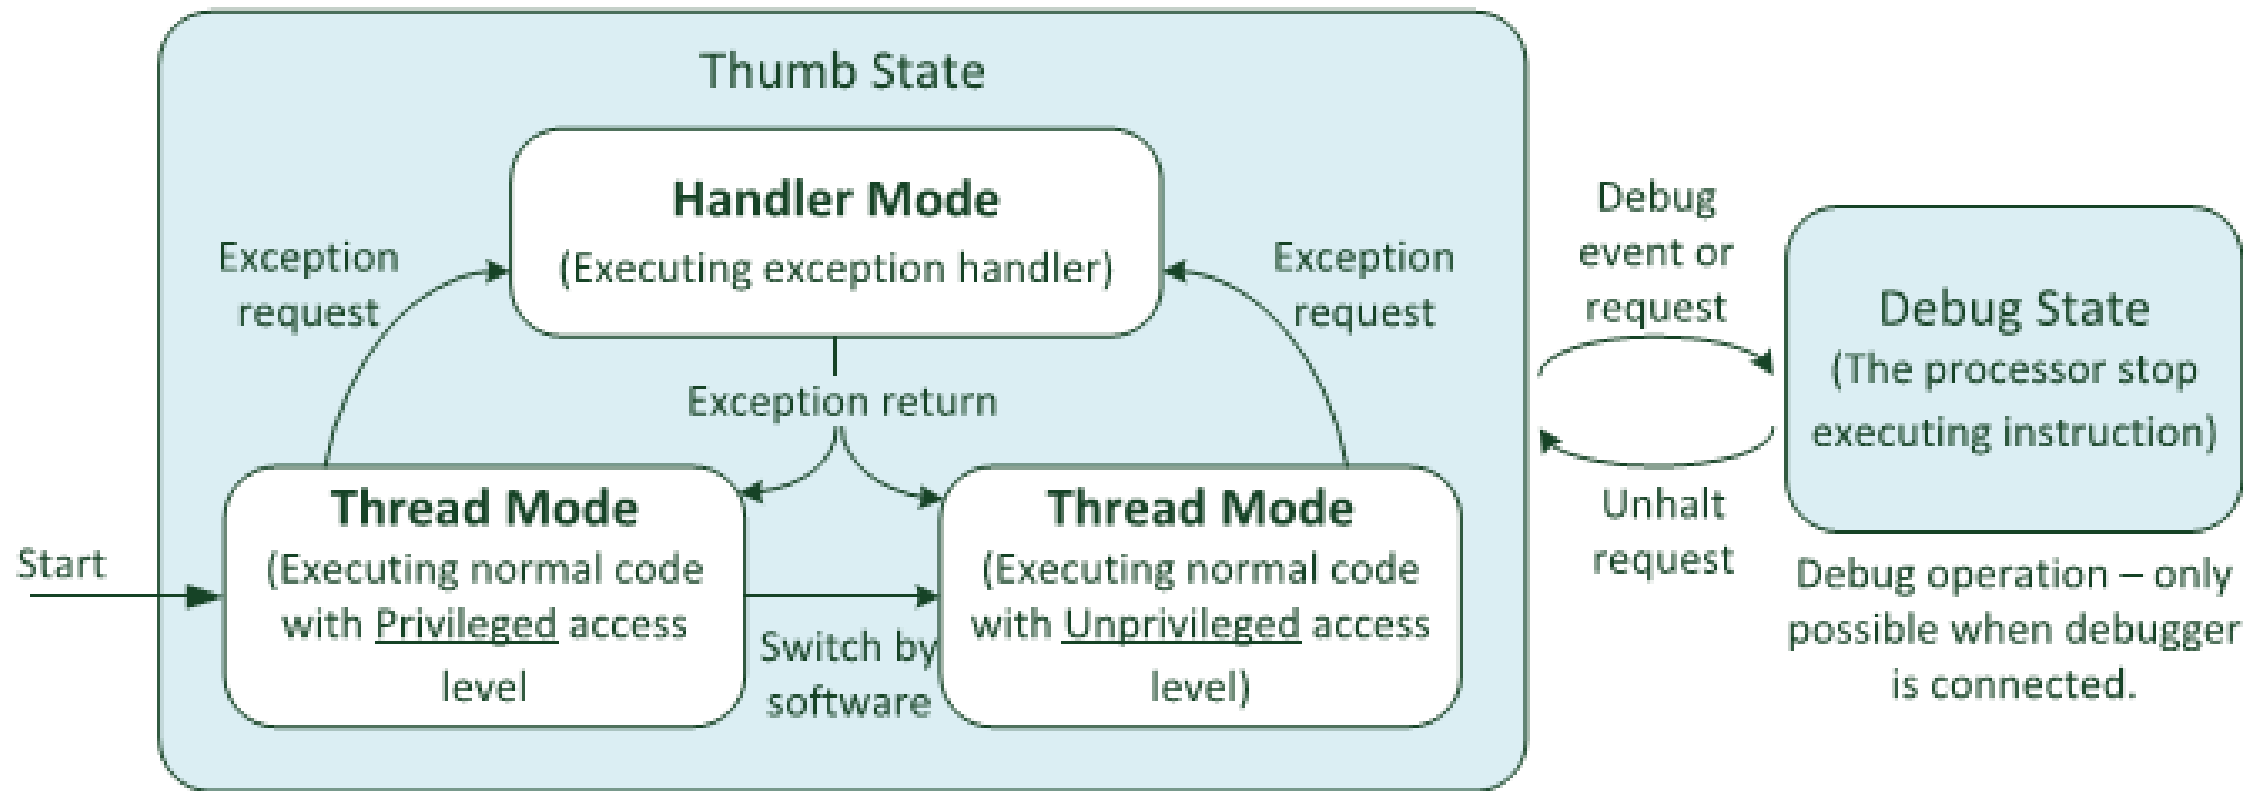 Thumb State
Handler Mode
(Executing exception handler)
Exception
request
Exception
request
Exception return
Start
Thread Mode
(Executing normal code
with Privileged access
level
Switch by
software
Thread Mode
(Executing normal code
with Unprivileged access
level)
Debug
event or
request
Unhalt
request
Debug State
(The processor stop
executing instruction)
Debug operation – only
possible when debugger
is connected.